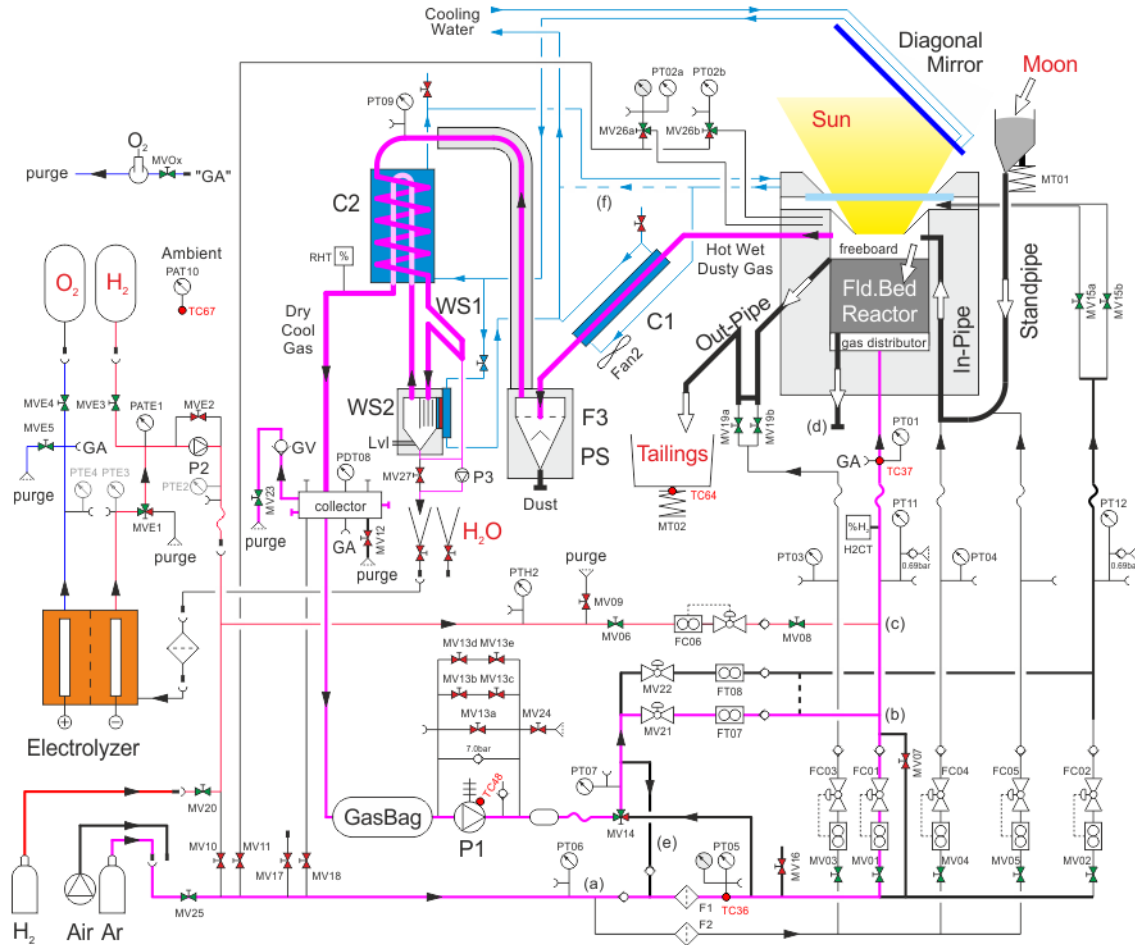 Cooling
Water
Diagonal
Mirror
Moon
Sun
PT02a
PT02b
PT09
MV26a
MV26b
MT01
O2
MVOx
purge
"GA"
C2
(f)
Hot Wet
Dusty Gas
freeboard
Fld.Bed
Reactor
gas distributor
Standpipe
In-Pipe
Out-Pipe
MV15a
MV15b
Ambient
PAT10
TC67
O2
H2
RHT
%
Dry
Cool
Gas
WS1
C1
Fan2
MVE4
MVE3
PATE1
MVE2
MVE5
GA
P2
purge
PTE4
PTE3
PTE2
MVE1
purge
WS2
Lvl
F3
PS
Dust
GV
PDT08
MV27
P3
MV23
collector
purge
GA
MV12
purge
H2O
MV19a
MV19b
Tailings
TC64
MT02
(d)
PT01
GA
TC37
PT11
PT12
%H2
H2CT
0.69bar
0.69bar
PT03
PT04
PTH2
purge
MV09
MV06
FC06
MV08
(c)
MV13d
MV13e
MV13b
MV13c
MV13a
MV24
7.0bar
MV22
FT08
MV21
FT07
(b)
MV07
Electrolyzer
FC03
FC01
FC04
FC05
FC02
PT07
TC48
GasBag
P1
MV14
(e)
MV20
MV10
MV11
MV17
MV18
PT06
PT05
MV16
MV03
MV01
MV04
MV05
MV02
(a)
MV25
F1
TC36
F2
H2
Air
Ar